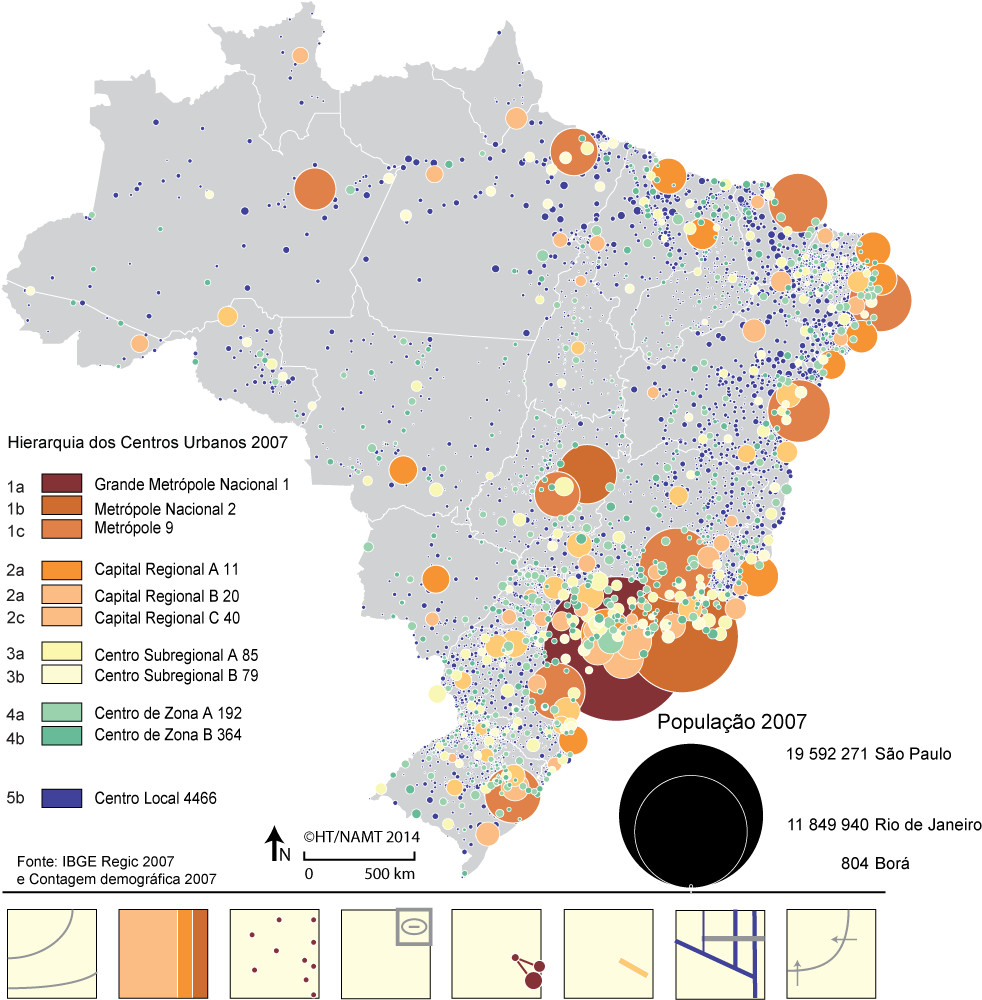 Hierarquia dos Centros Urbanos 2007
1a Grande Metrópole Nacional 1
1b Metrópole Nacional 2
1c Metrópole 9
2a Capital Regional A 11
2a Capital Regional B 20
2c Capital Regional C 40
3a Centro Subregional A 85
3b Centro Subregional B 79
4a Centro de Zona A 192
4b Centro de Zona B 364
5b Centro Local 4466
População 2007
19 592 271 São Paulo
11 849 940 Rio de Janeiro
804 Borá
N
©HT/NAMT 2014
0 500 km
Fonte: IBGE Regic 2007
e Contagem demográfica 2007